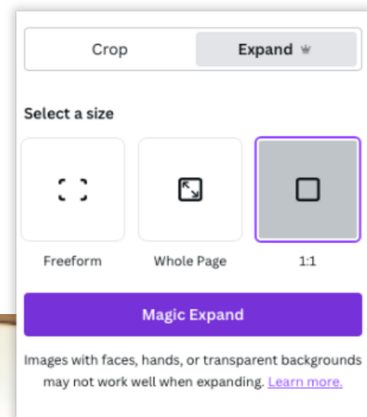 Crop
Expand
Select a size
Freeform
Whole Page
1:1
Magic Expand
Images with faces, hands, or transparent backgrounds
may not work well when expanding. Learn more.